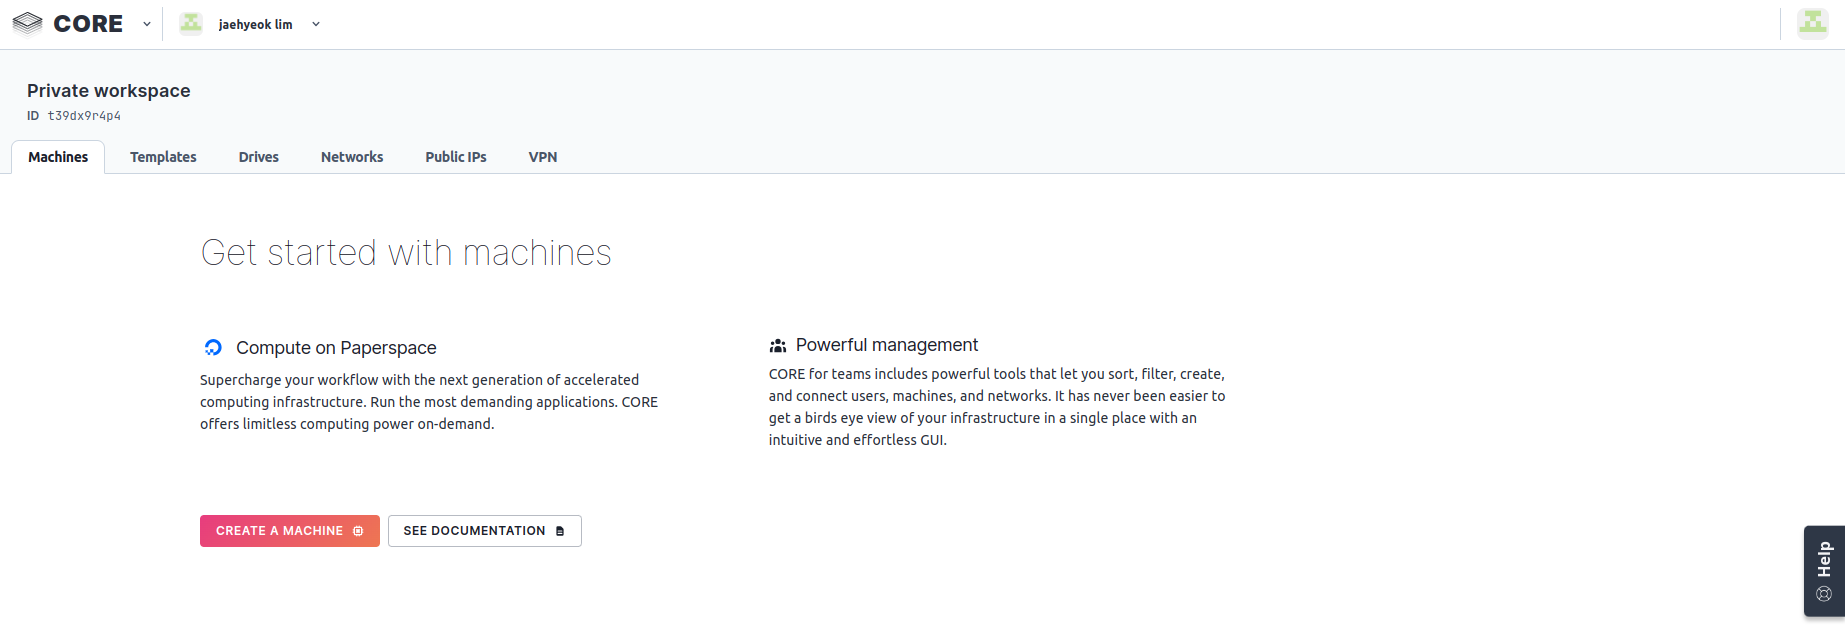 CORE
jaehyeok lim
Private workspace
ID t39dx9r4p4
Machines Templates Drives Networks Public IPs VPN
Get started with machines
Compute on Paperspace
Supercharge your workflow with the next generation of accelerated
computing infrastructure. Run the most demanding applications. CORE
offers limitless computing power on-demand.
Powerful management
CORE for teams includes powerful tools that let you sort, filter, create,
and connect users, machines, and networks. It has never been easier to
get a birds eye view of your infrastructure in a single place with an
intuitive and effortless GUI.
CREATE A MACHINE
SEE DOCUMENTATION
Help